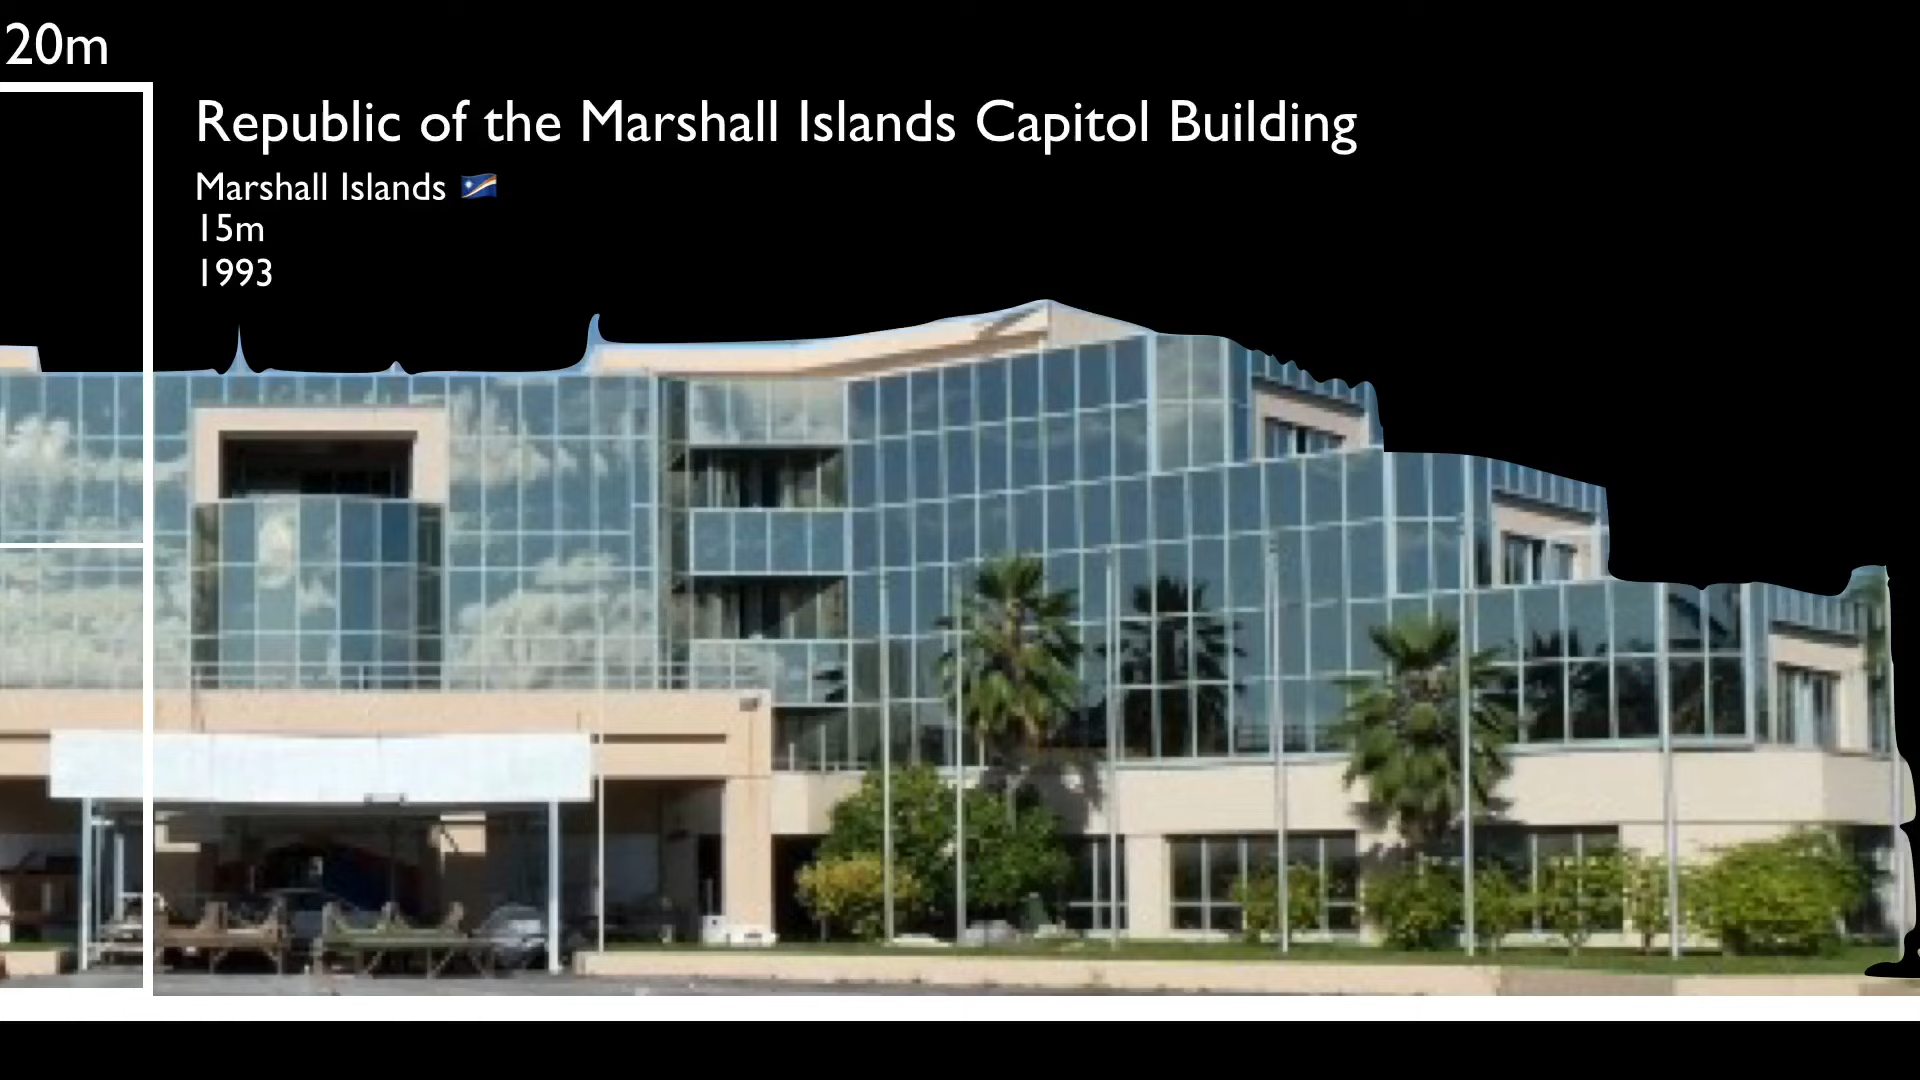 20m
Republic of the Marshall Islands Capitol Building
Marshall Islands 🇲🇭
15m
1993